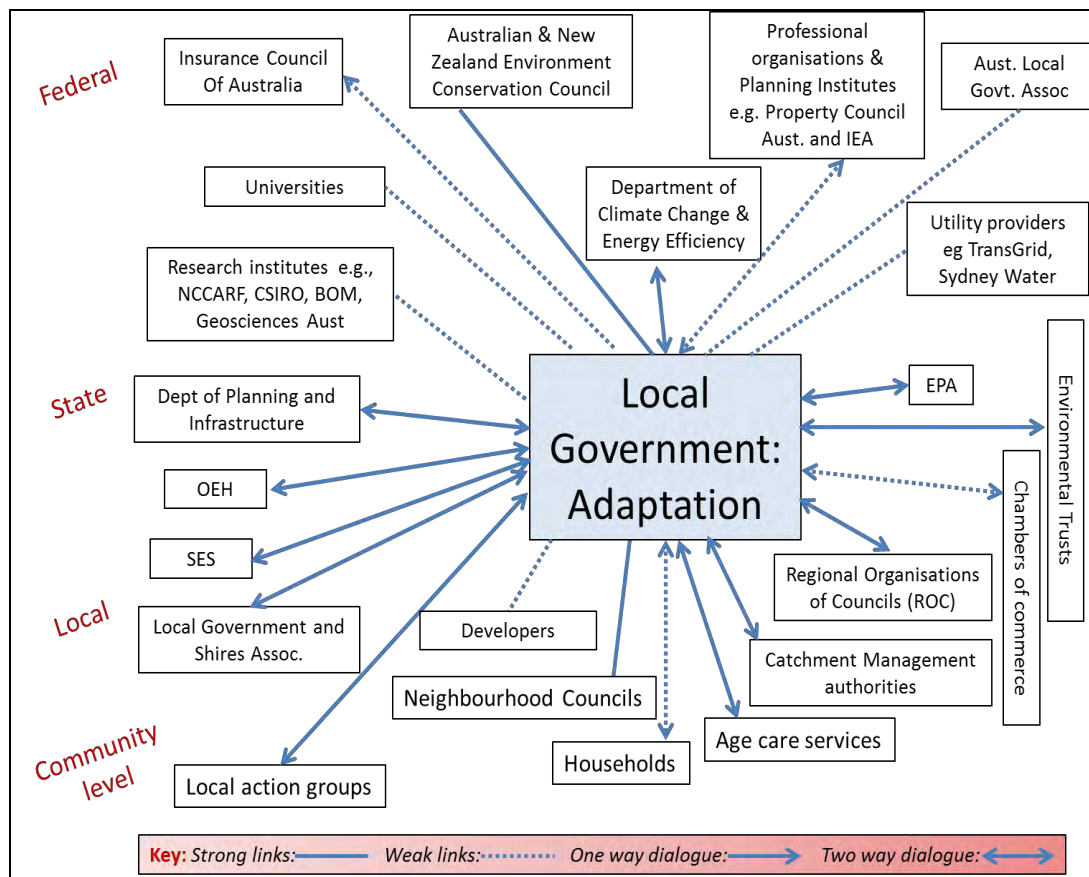 Federal
Insurance Council
Of Australia
Australian & New
Zealand Environment
Conservation Council
Professional
organisations &
Planning Institutes
e.g. Property Council
Aust. and IEA
Aust. Local
Govt. Assoc
Universities
Department of
Climate Change &
Energy Efficiency
Utility providers
eg TransGrid,
Sydney Water
Research institutes e.g.,
NCCARF, CSIRO, BOM,
Geosciences Aust
State
Dept of Planning and
Infrastructure
Local
Government:
Adaptation
EPA
Environmental Trusts
OEH
Chambers of commerce
SES
Regional Organisations
of Councils (ROC)
Local
Local Government and
Shires Assoc.
Developers
Catchment Management
authorities
Neighbourhood Councils
Age care services
Community
level
Households
Local action groups
Key: Strong links: Weak links: One way dialogue: Two way dialogue: